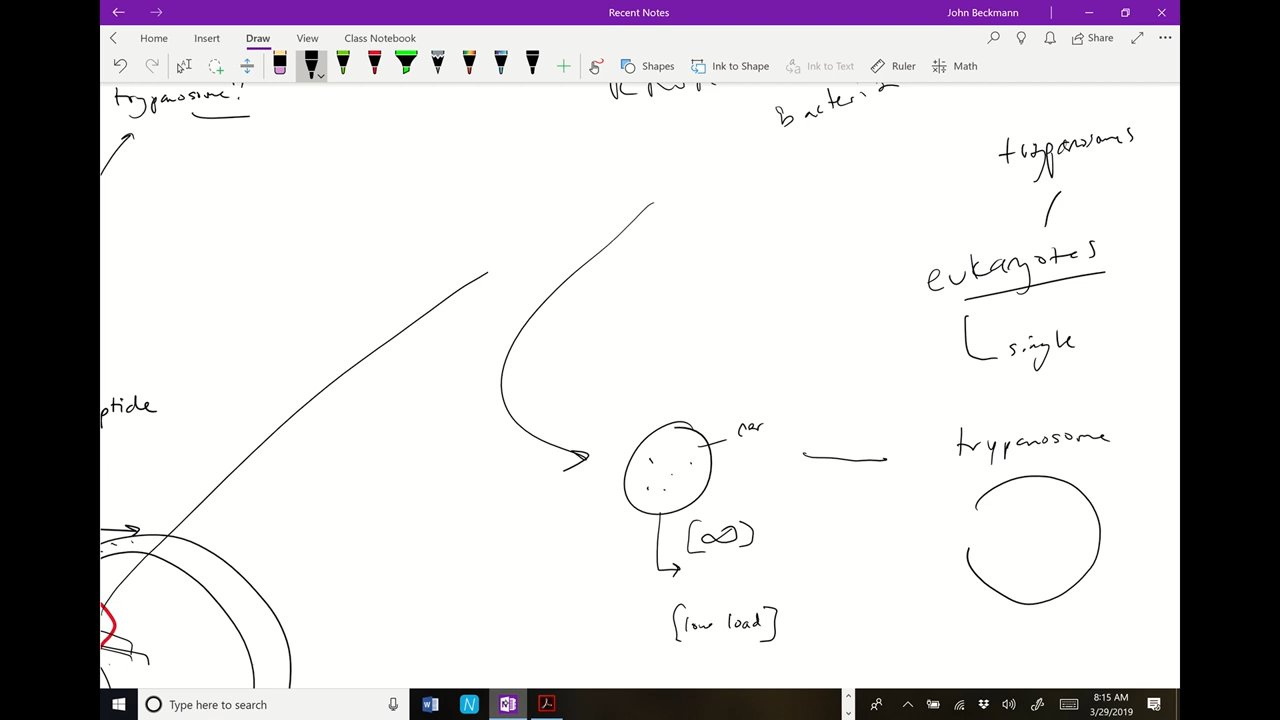 Recent Notes
John Beckmann
Home Insert Draw View Class Notebook
Share
Shapes Ink to Shape Ink to Text Ruler Math
trypanosome?
bacteria
trypanosomes
eukaryotes
single
ptide
trypanosome
[∞]
[low load]
Type here to search
8:15 AM
3/29/2019